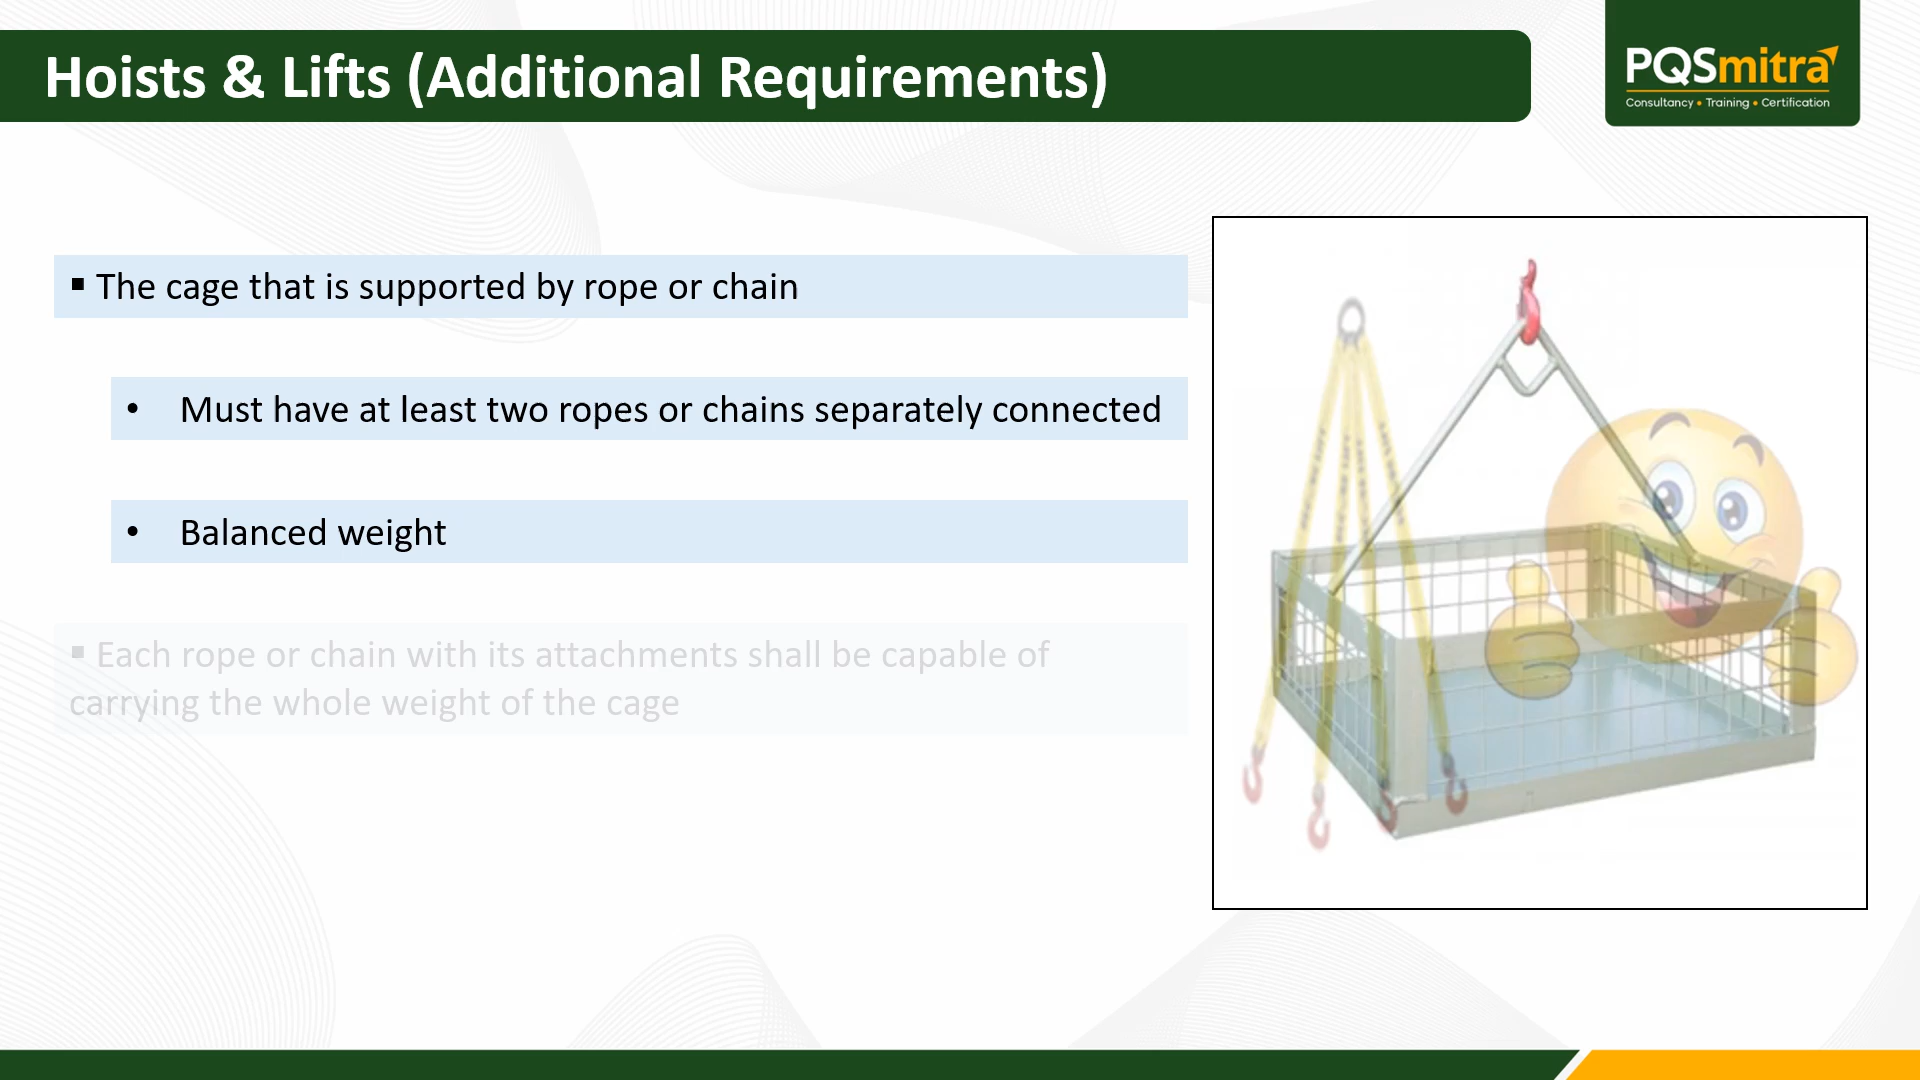 Hoists & Lifts (Additional Requirements)
PQSmitra
Consultancy • Training • Certification
▪ The cage that is supported by rope or chain
• Must have at least two ropes or chains separately connected
• Balanced weight
▪ Each rope or chain with its attachments shall be capable of
carrying the whole weight of the cage